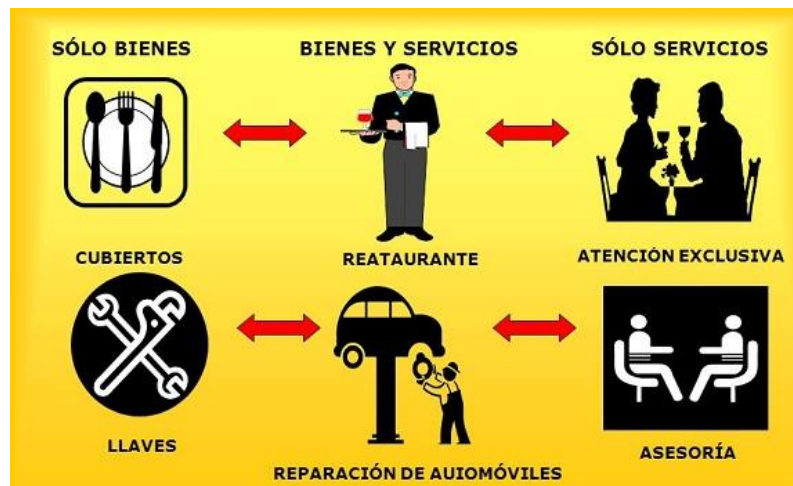 SÓLO BIENES
BIENES Y SERVICIOS
SÓLO SERVICIOS
CUBIERTOS
REATAURANTE
ATENCIÓN EXCLUSIVA
LLAVES
REPARACIÓN DE AUIOMÓVILES
ASESORÍA